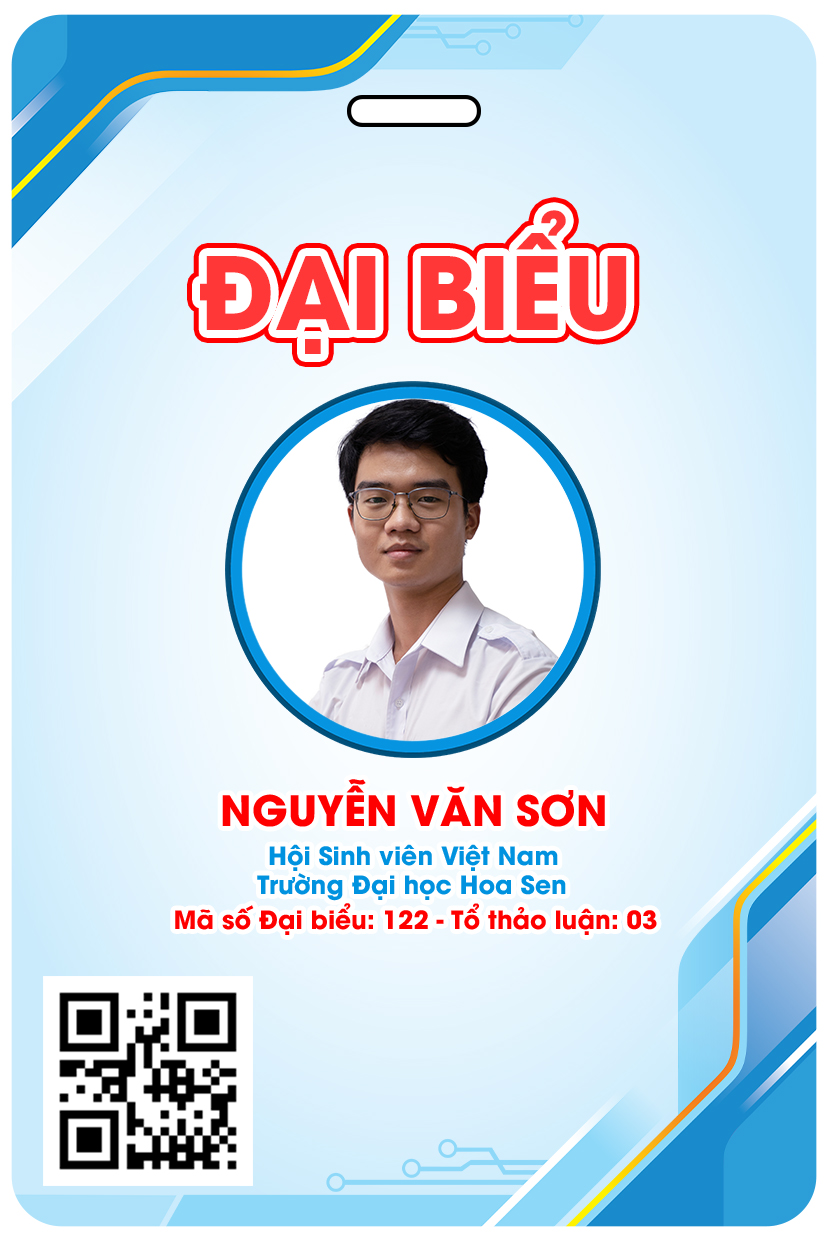 ĐẠI BIỂU
NGUYỄN VĂN SƠN
Hội Sinh viên Việt Nam
Trường Đại học Hoa Sen
Mã số Đại biểu: 122 - Tổ thảo luận: 03